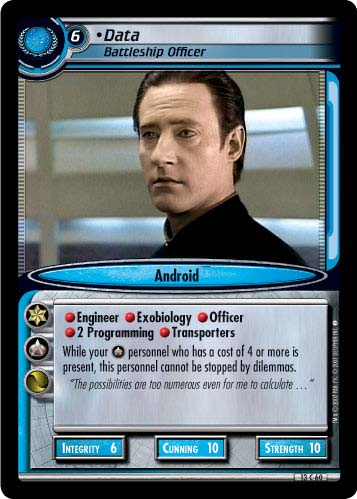 6 •Data
Battleship Officer
Android
Engineer Exobiology Officer
2 Programming Transporters
While your personnel who has a cost of 4 or more is
present, this personnel cannot be stopped by dilemmas.
"The possibilities are too numerous even for me to calculate …"
INTEGRITY 6 CUNNING 10 STRENGTH 10